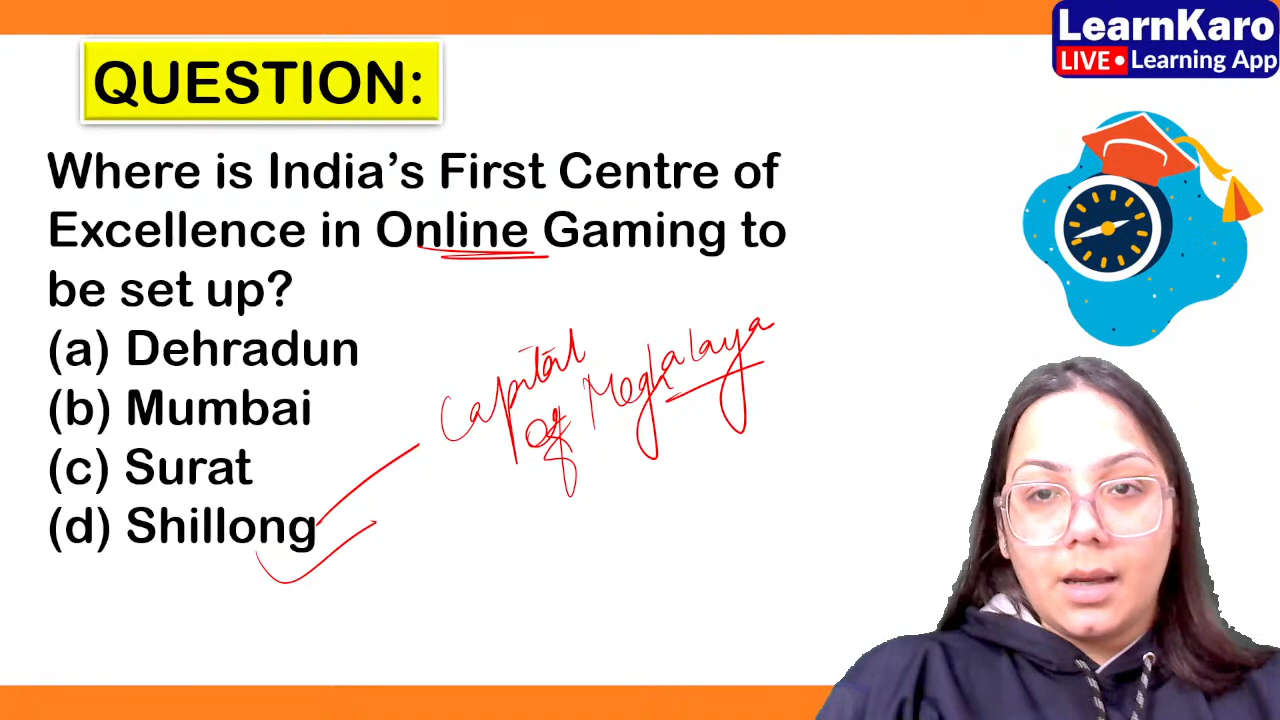 LearnKaro
LIVE • Learning App
QUESTION:
Where is India's First Centre of
Excellence in Online Gaming to
be set up?
(a) Dehradun
(b) Mumbai
(c) Surat
(d) Shillong
Capital
of Meghalaya